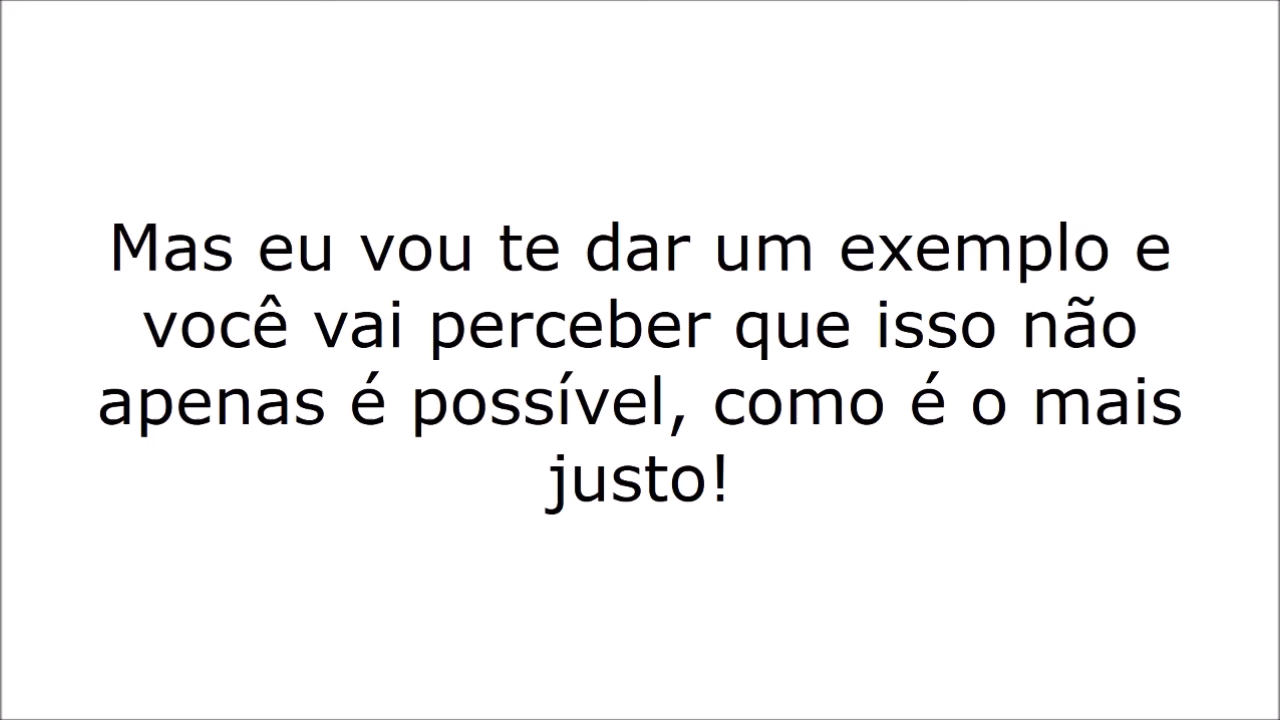 Mas eu vou te dar um exemplo e
você vai perceber que isso não
apenas é possível, como é o mais
justo!